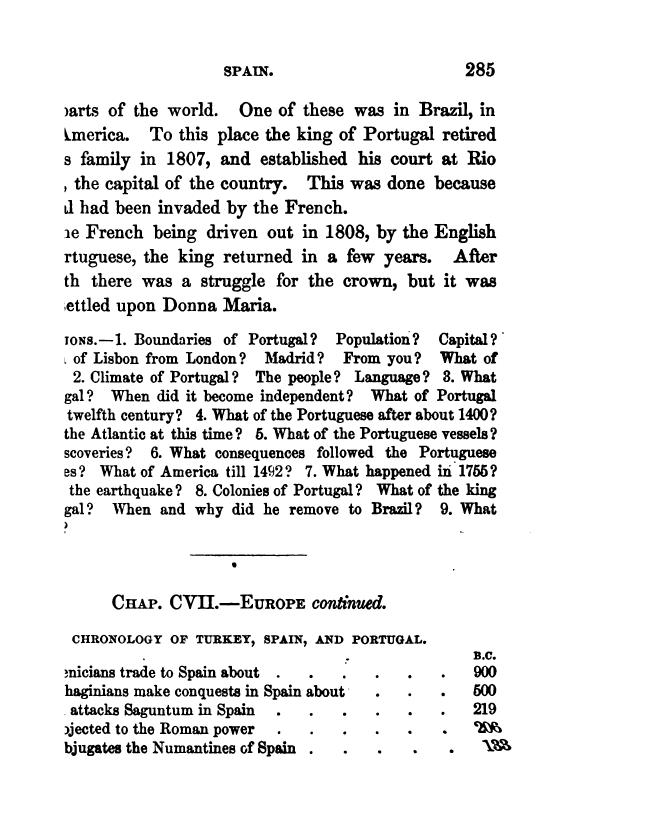 SPAIN. 285
arts of the world. One of these was in Brazil, in
merica. To this place the king of Portugal retired
s family in 1807, and established his court at Rio
, the capital of the country. This was done because
l had been invaded by the French.
e French being driven out in 1808, by the English
rtuguese, the king returned in a few years. After
th there was a struggle for the crown, but it was
ettled upon Donna Maria.
IONS.—1. Boundaries of Portugal? Population? Capital?
of Lisbon from London? Madrid? From you? What of
2. Climate of Portugal? The people? Language? 3. What
gal? When did it become independent? What of Portugal
twelfth century? 4. What of the Portuguese after about 1400?
the Atlantic at this time? 5. What of the Portuguese vessels?
scoveries? 6. What consequences followed the Portuguese
es? What of America till 1492? 7. What happened in 1755?
the earthquake? 8. Colonies of Portugal? What of the king
gal? When and why did he remove to Brazil? 9. What
?
CHAP. CVII.—EUROPE continued.
CHRONOLOGY OF TURKEY, SPAIN, AND PORTUGAL.
B.C.
nicians trade to Spain about . . . . . . 900
haginians make conquests in Spain about . . . 500
attacks Saguntum in Spain . . . . . . 219
jected to the Roman power . . . . . . 206
bjugates the Numantines of Spain . . . . . 133